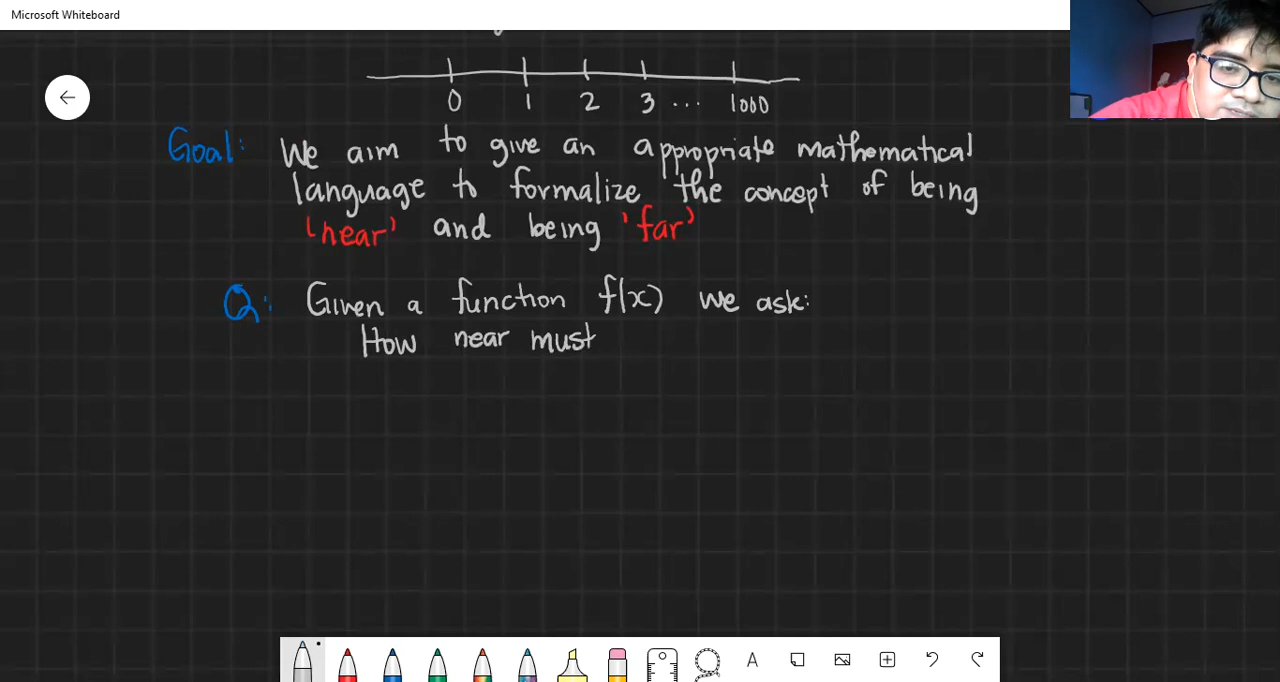 Microsoft Whiteboard
0 1 2 3 ... 1000
Goal: We aim to give an appropriate mathematical
language to formalize the concept of being
'near' and being 'far'
Q: Given a function f(x) we ask:
How near must
A